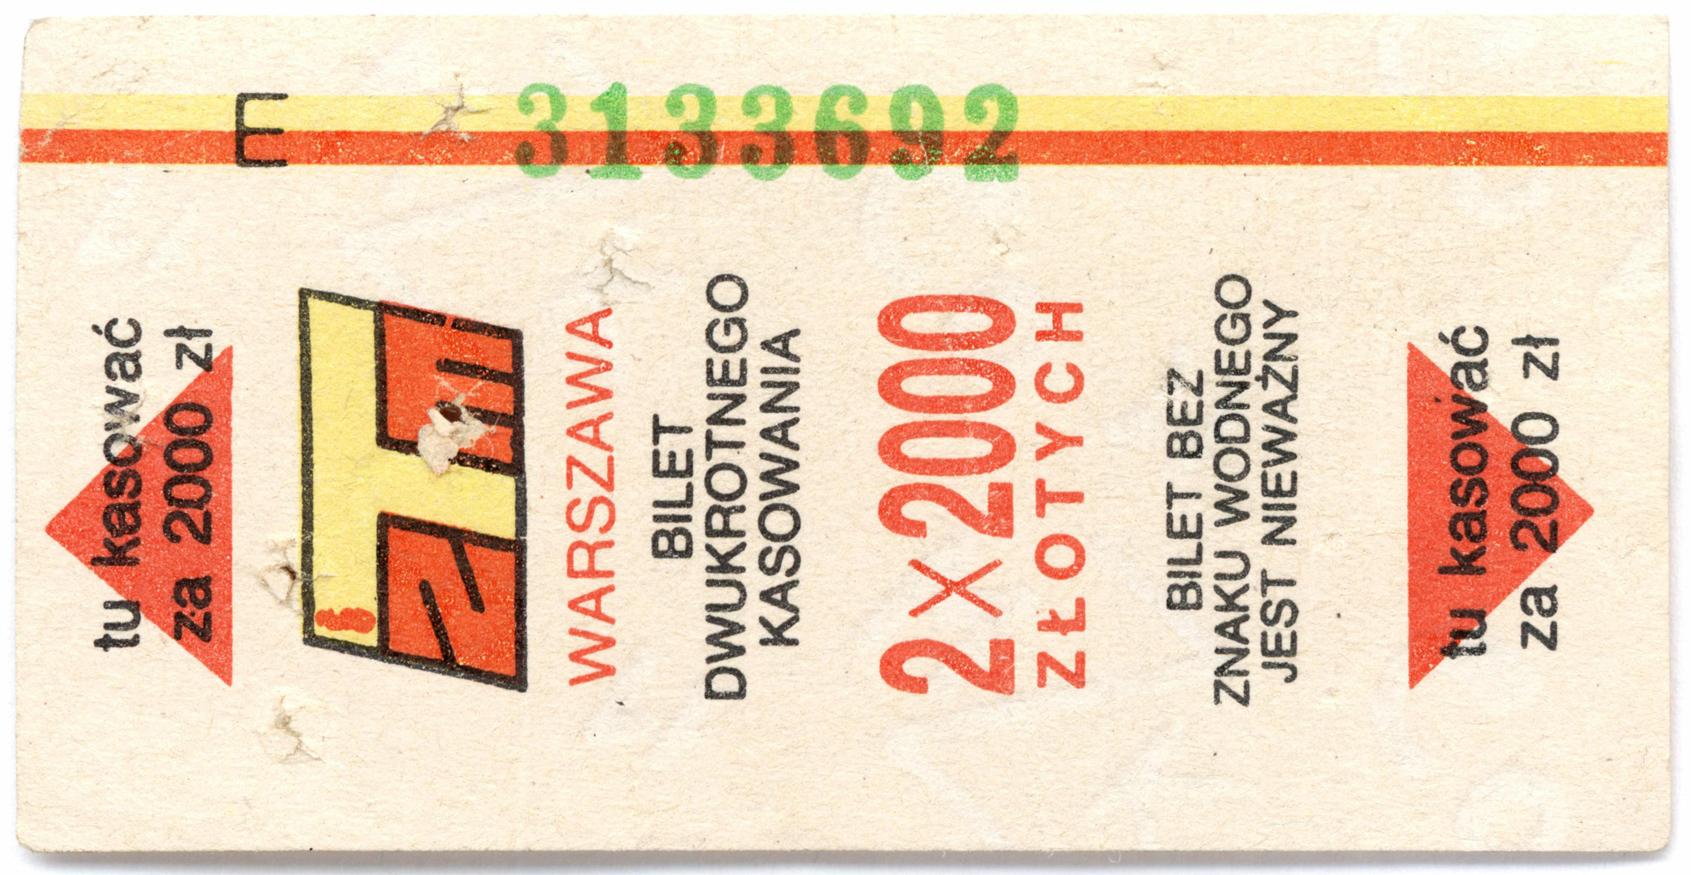 E 3133692
tu kasować
za 2000 zł
WARSZAWA
BILET
DWUKROTNEGO
KASOWANIA
2×2000
ZŁOTYCH
BILET BEZ
ZNAKU WODNEGO
JEST NIEWAŻNY
tu kasować
za 2000 zł